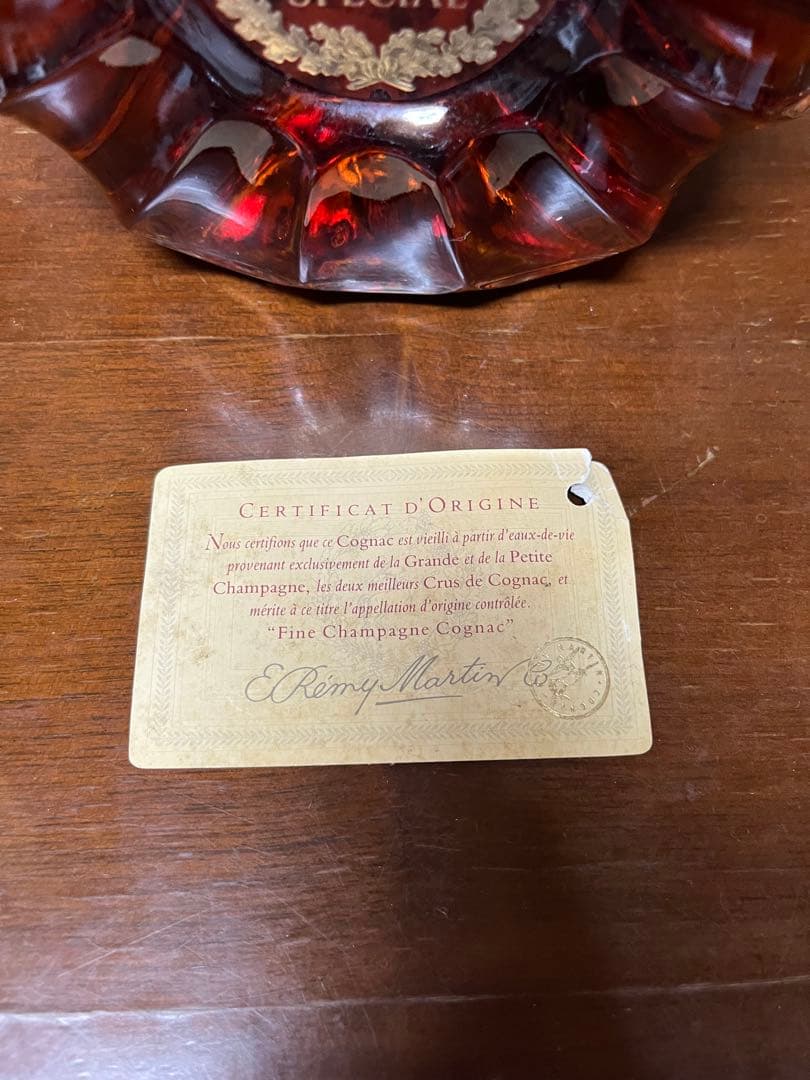 SPECIAL
CERTIFICAT D'ORIGINE
Nous certifions que ce Cognac est vieilli à partir d'eaux-de-vie
provenant exclusivement de la Grande et de la Petite
Champagne, les deux meilleurs Crus de Cognac, et
mérite à ce titre l'appellation d'origine contrôlée.
"Fine Champagne Cognac"
E. Rémy Martin Co